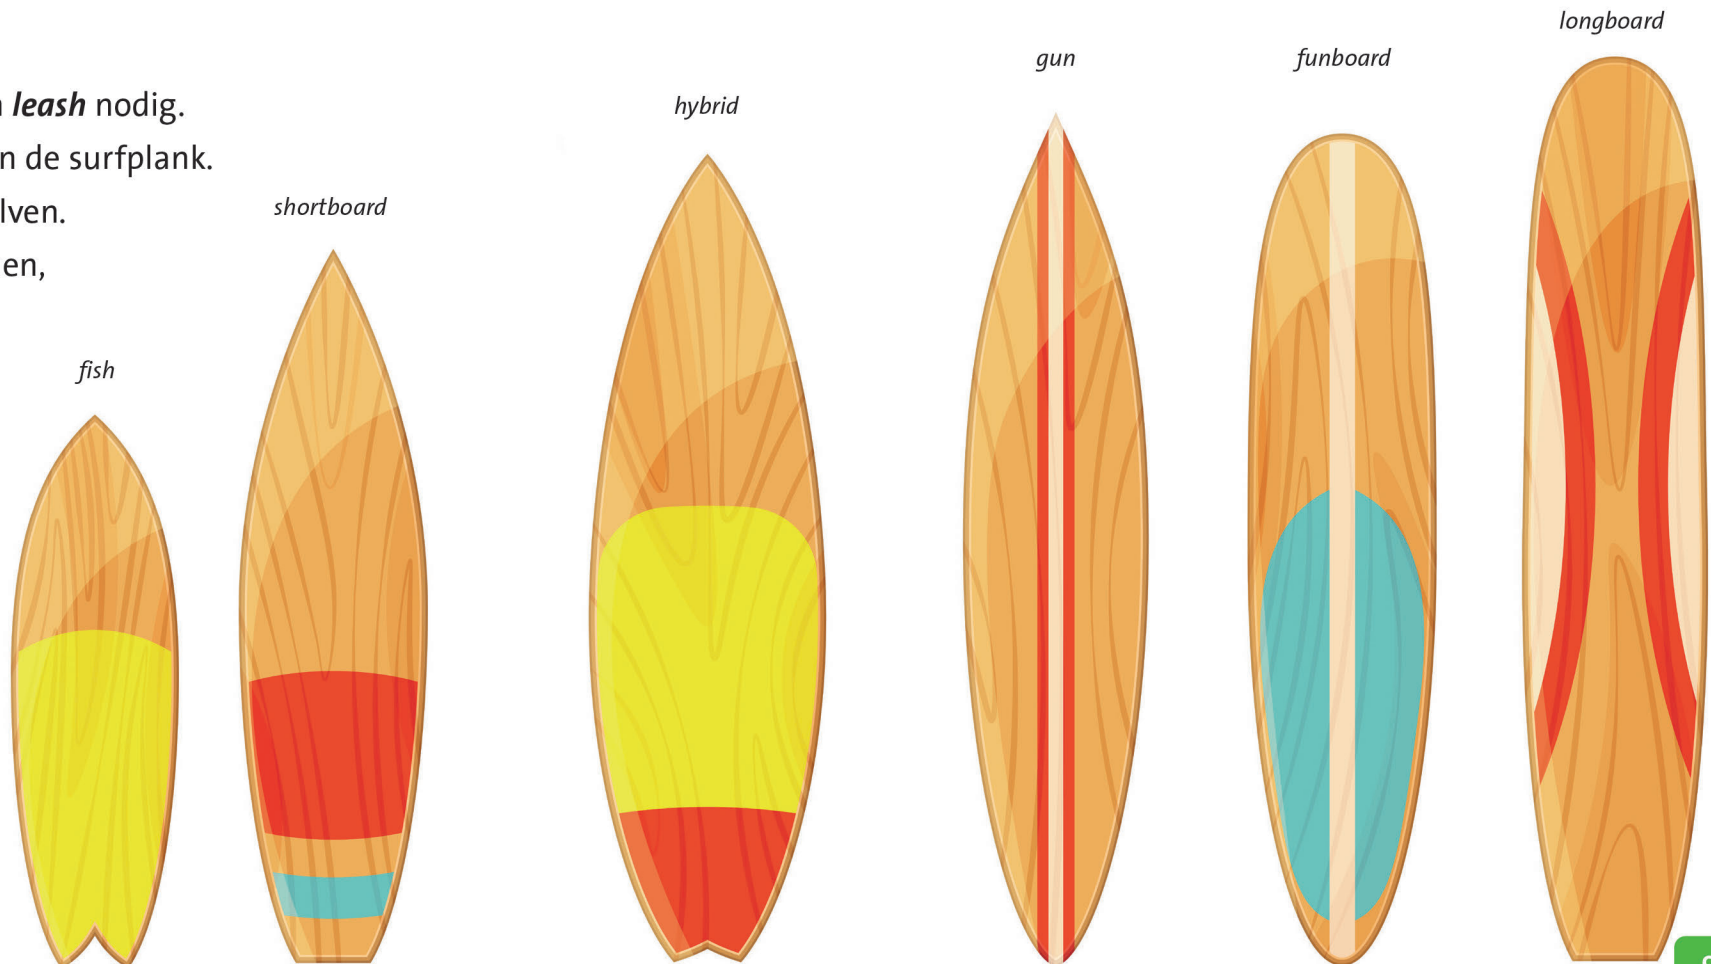 leash nodig.
n de surfplank.
lven.
en,
fish
shortboard
hybrid
gun
funboard
longboard